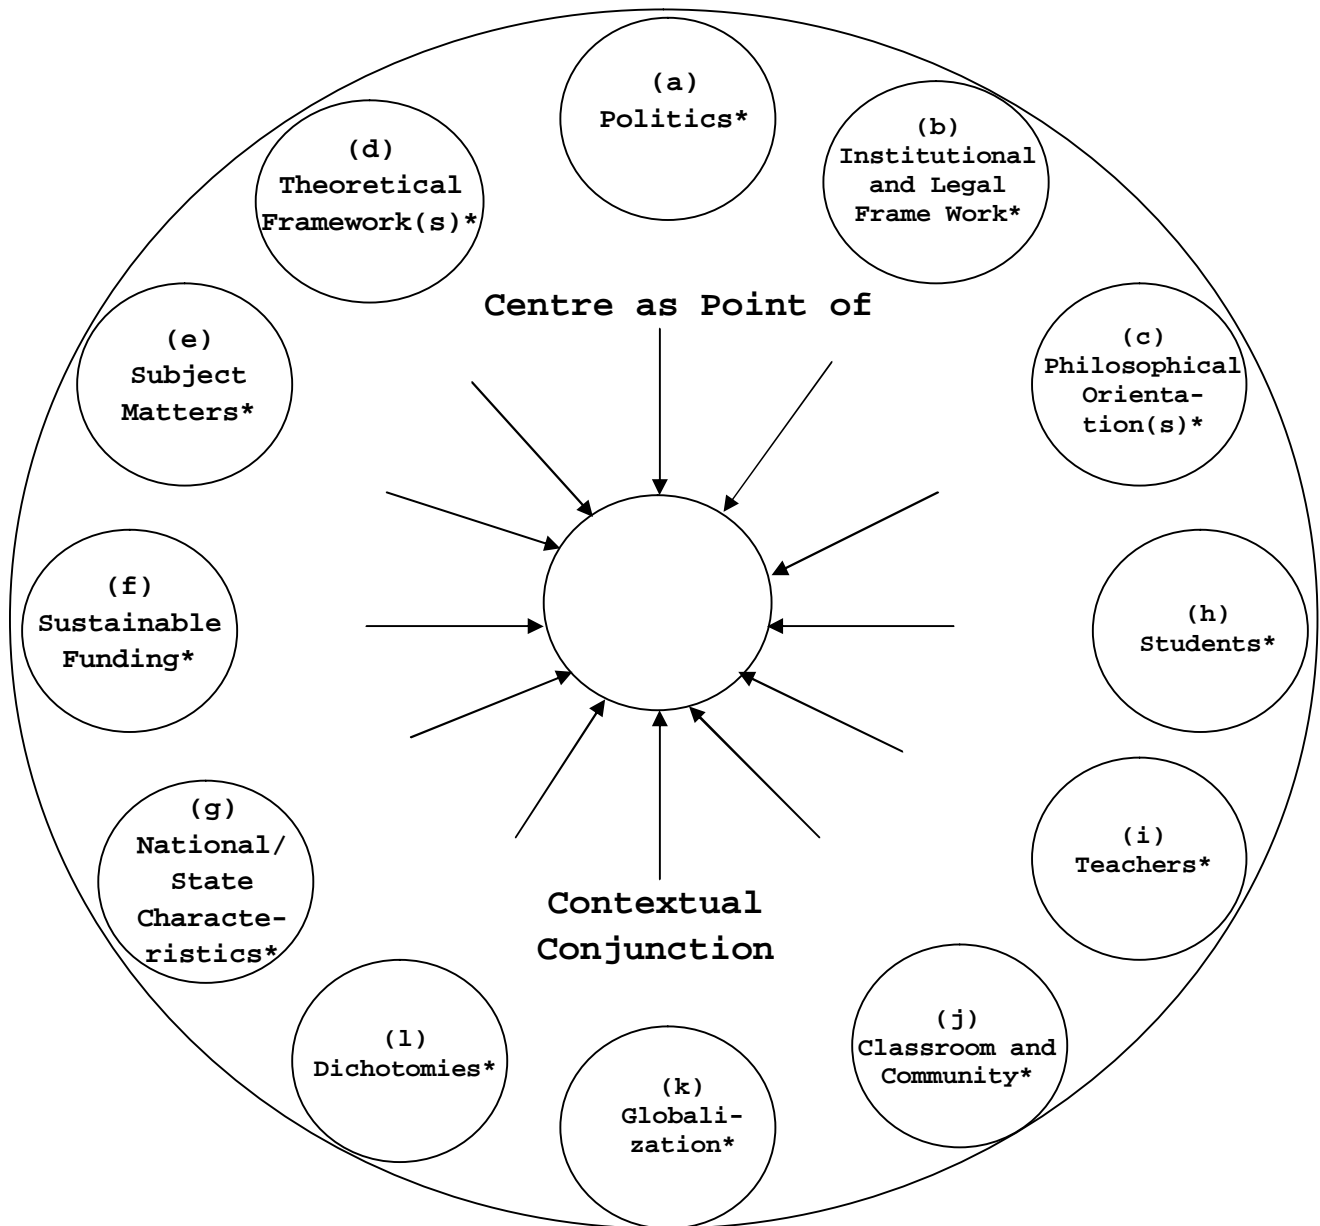 (a)
Politics*
(b)
Institutional
and Legal
Frame Work*
(d)
Theoretical
Framework(s)*
Centre as Point of
(c)
Philosophical
Orienta-
tion(s)*
(e)
Subject
Matters*
(f)
Sustainable
Funding*
(h)
Students*
(g)
National/
State
Characte-
ristics*
(i)
Teachers*
Contextual
Conjunction
(l)
Dichotomies*
(j)
Classroom and
Community*
(k)
Globali-
zation*